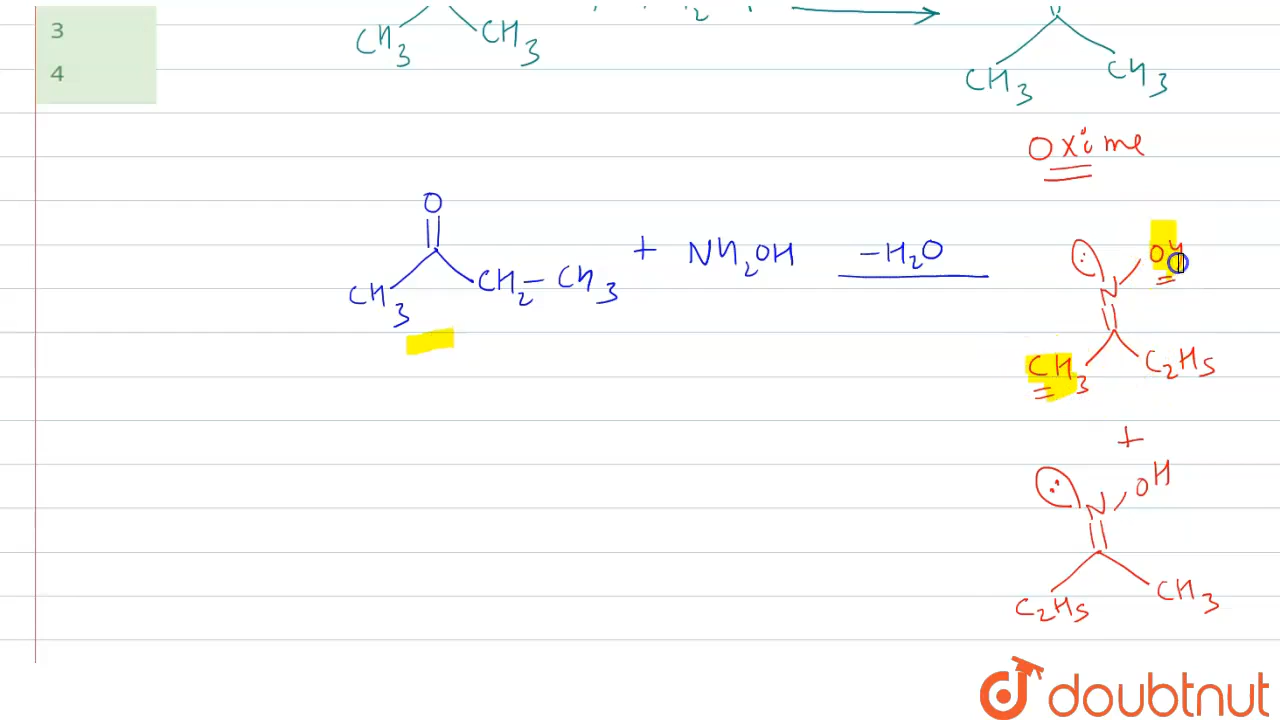 3
4
CH3 CH3
CH3 CH3
Oxime
O
CH3 CH2-CH3 + NH2OH -H2O
OH
N
CH3 C2H5
+
OH
N
C2H5 CH3
doubtnut